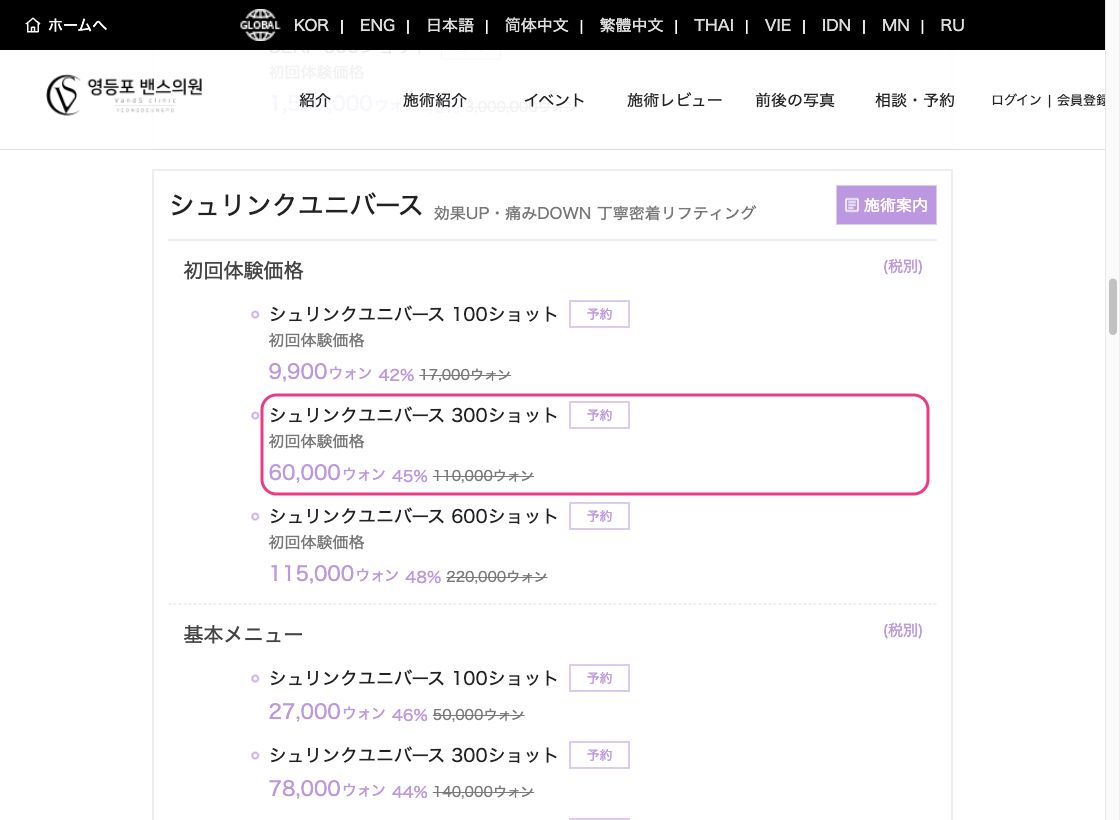 ホームへ
GLOBAL KOR | ENG | 日本語 | 简体中文 | 繁體中文 | THAI | VIE | IDN | MN | RU
初回体験価格
영등포 밴스의원
VandS clinic
YEONGDEUNGPO
紹介 施術紹介 イベント 施術レビュー 前後の写真 相談・予約 ログイン | 会員登録
シュリンクユニバース 効果UP・痛みDOWN 丁寧密着リフティング 施術案内
初回体験価格 (税別)
シュリンクユニバース 100ショット 予約
初回体験価格
9,900ウォン 42% 17,000ウォン
シュリンクユニバース 300ショット 予約
初回体験価格
60,000ウォン 45% 110,000ウォン
シュリンクユニバース 600ショット 予約
初回体験価格
115,000ウォン 48% 220,000ウォン
基本メニュー (税別)
シュリンクユニバース 100ショット 予約
27,000ウォン 46% 50,000ウォン
シュリンクユニバース 300ショット 予約
78,000ウォン 44% 140,000ウォン